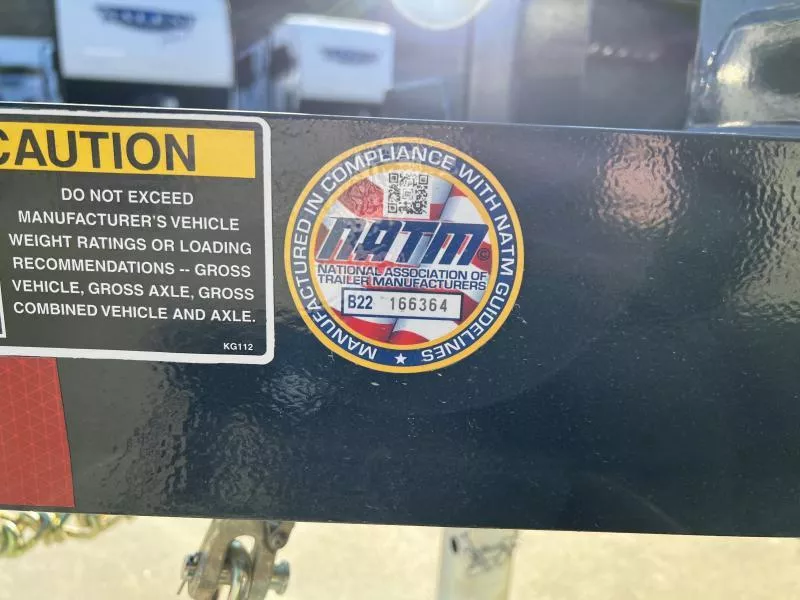 CAUTION
DO NOT EXCEED
MANUFACTURER'S VEHICLE
WEIGHT RATINGS OR LOADING
RECOMMENDATIONS -- GROSS
VEHICLE, GROSS AXLE, GROSS
COMBINED VEHICLE AND AXLE.
KG112
MANUFACTURED IN COMPLIANCE WITH NATM GUIDELINES
NATM©
NATIONAL ASSOCIATION OF
TRAILER MANUFACTURERS
B22 166364